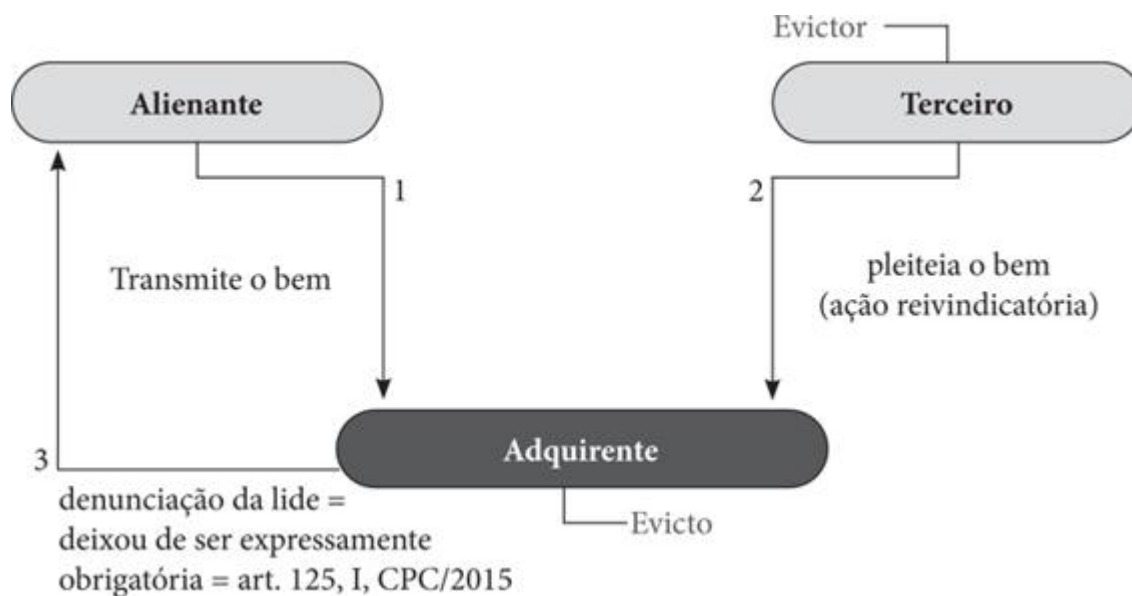 Evictor
Alienante
Terceiro
1
2
Transmite o bem
pleiteia o bem
(ação reivindicatória)
Adquirente
3
denunciação da lide =
deixou de ser expressamente
obrigatória = art. 125, I, CPC/2015
Evicto